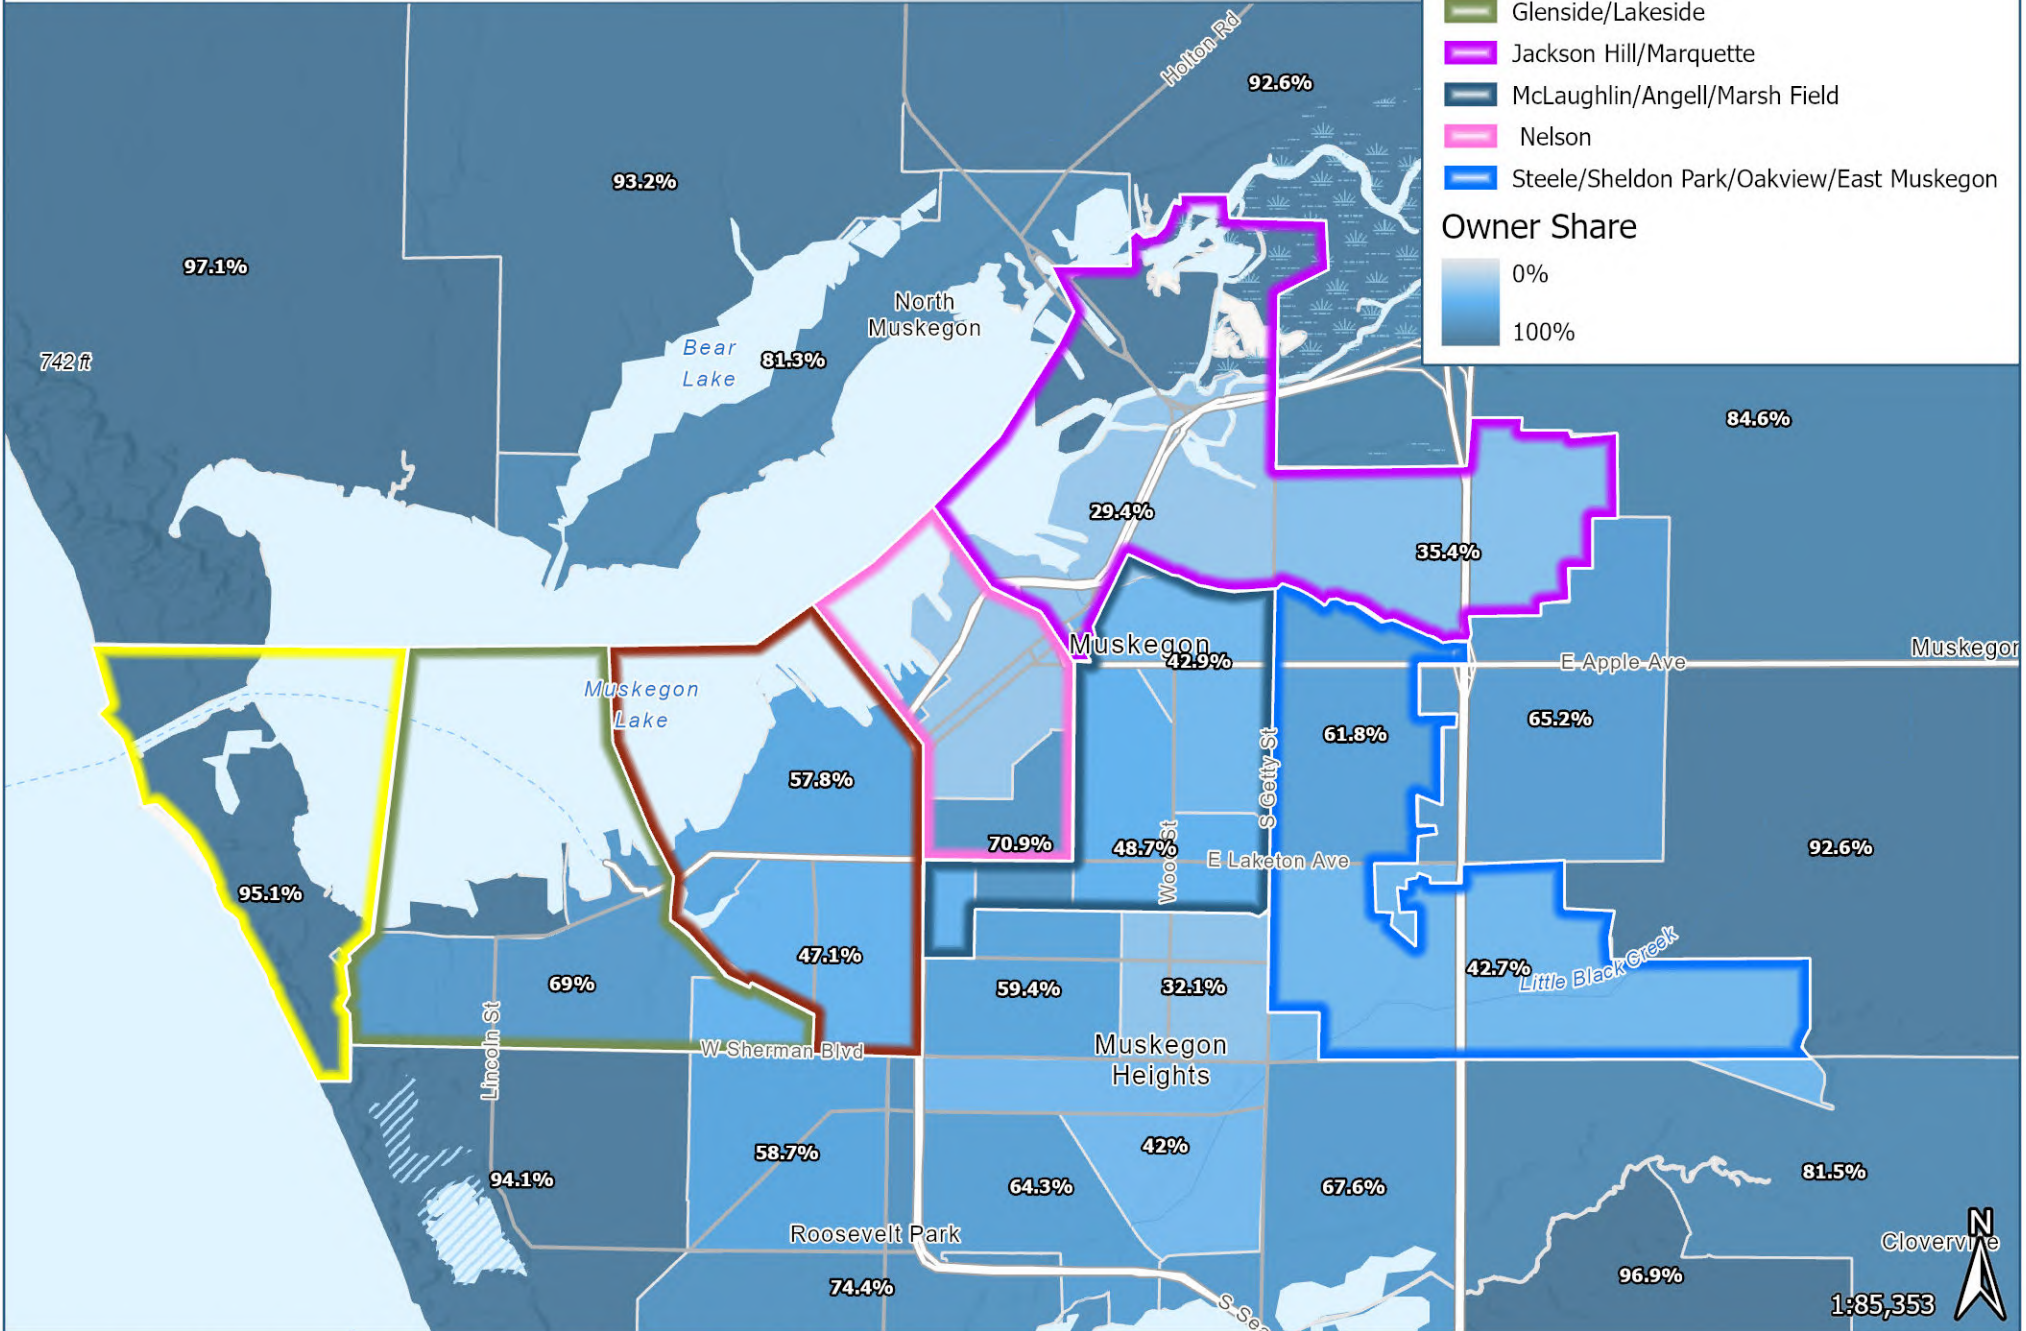 Glenside/Lakeside
Jackson Hill/Marquette
McLaughlin/Angell/Marsh Field
Nelson
Steele/Sheldon Park/Oakview/East Muskegon
Owner Share
0%
100%
Holton Rd
92.6%
93.2%
97.1%
North
Muskegon
Bear
Lake
81.3%
742 ft
84.6%
29.4%
35.4%
Muskegon
42.9%
E Apple Ave
Muskegon
Muskegon
Lake
65.2%
61.8%
S Getty St
57.8%
70.9%
48.7%
Wood St
E Laketon Ave
92.6%
95.1%
47.1%
69%
59.4%
32.1%
42.7%
Little Black Creek
Lincoln St
W Sherman Blvd
Muskegon
Heights
58.7%
42%
94.1%
64.3%
67.6%
81.5%
Roosevelt Park
N
74.4%
96.9%
1:85,353